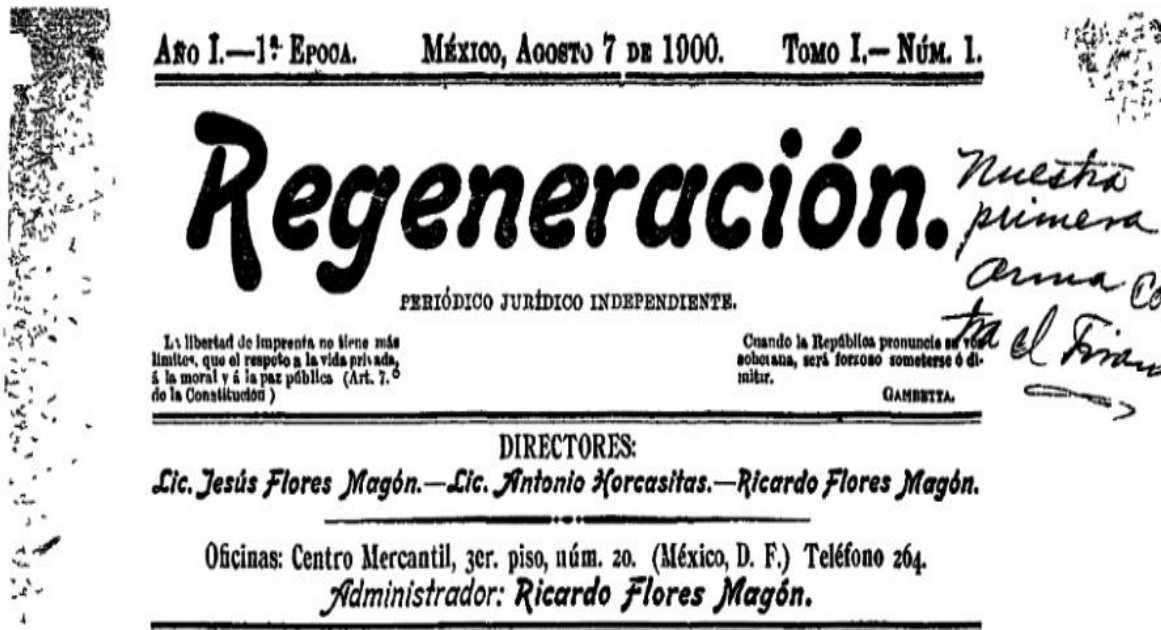 AÑO I.—1ª EPOCA. MÉXICO, AGOSTO 7 DE 1900. TOMO I.— NÚM. 1.
Regeneración.
PERIÓDICO JURÍDICO INDEPENDIENTE.
La libertad de imprenta no tiene más
límites, que el respeto a la vida privada,
á la moral y á la paz pública (Art. 7.º
de la Constitución)
Cuando la República pronuncie su voz
soberana, será forzoso someterse ó di-
mitir.
GAMBETTA.
Nuestra
primera
arma Co
tra el Tiran
DIRECTORES:
Lic. Jesús Flores Magón.—Lic. Antonio Horcasitas.—Ricardo Flores Magón.
Oficinas: Centro Mercantil, 3er. piso, núm. 20. (México, D. F.) Teléfono 264.
Administrador: Ricardo Flores Magón.